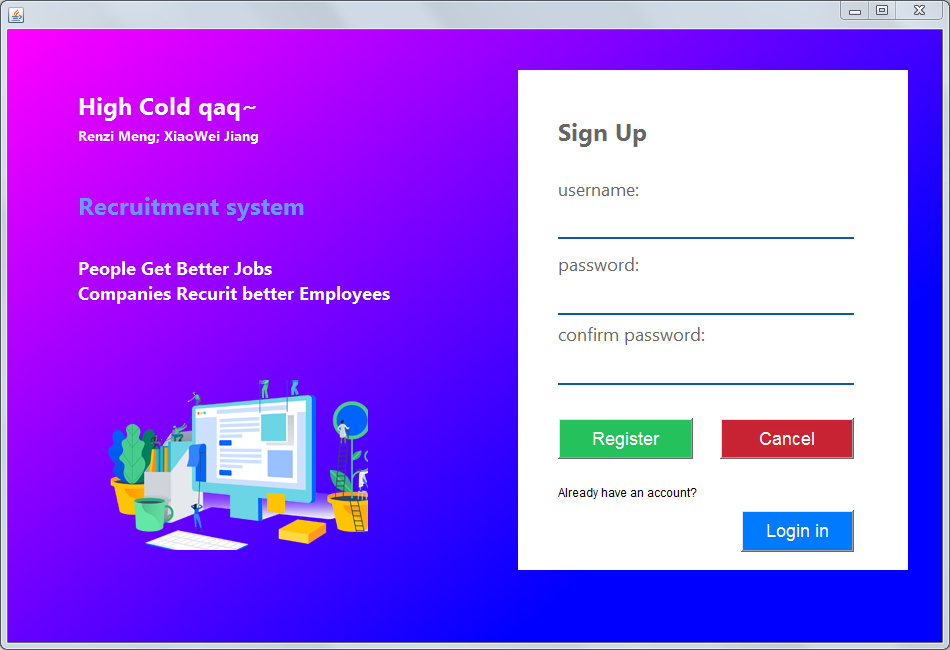 High Cold qaq~
Renzi Meng; XiaoWei Jiang
Recruitment system
People Get Better Jobs
Companies Recurit better Employees
Sign Up
username:
password:
confirm password:
Register
Cancel
Already have an account?
Login in